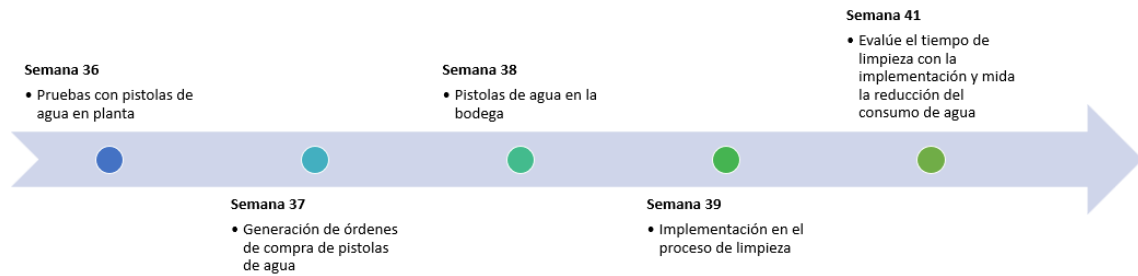 Semana 36
• Pruebas con pistolas de
agua en planta
Semana 37
• Generación de órdenes
de compra de pistolas
de agua
Semana 38
• Pistolas de agua en la
bodega
Semana 39
• Implementación en el
proceso de limpieza
Semana 41
• Evalúe el tiempo de
limpieza con la
implementación y mida
la reducción del
consumo de agua